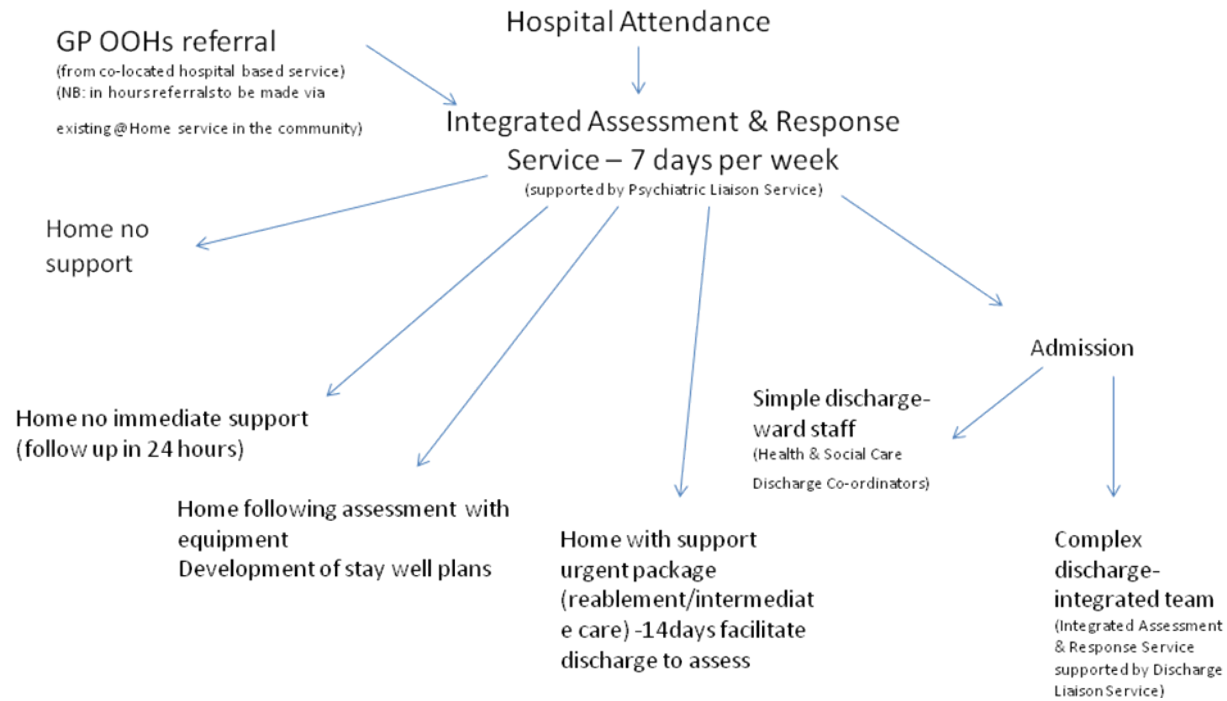 Hospital Attendance
GP OOHs referral
(from co-located hospital based service)
(NB: in hours referrals to be made via
existing @Home service in the community)
Integrated Assessment & Response
Service – 7 days per week
(supported by Psychiatric Liaison Service)
Home no
support
Admission
Simple discharge-
ward staff
(Health & Social Care
Discharge Co-ordinators)
Home no immediate support
(follow up in 24 hours)
Home following assessment with
equipment
Development of stay well plans
Home with support
urgent package
(reablement/intermediat
e care) -14days facilitate
discharge to assess
Complex
discharge-
integrated team
(Integrated Assessment
& Response Service
supported by Discharge
Liaison Service)